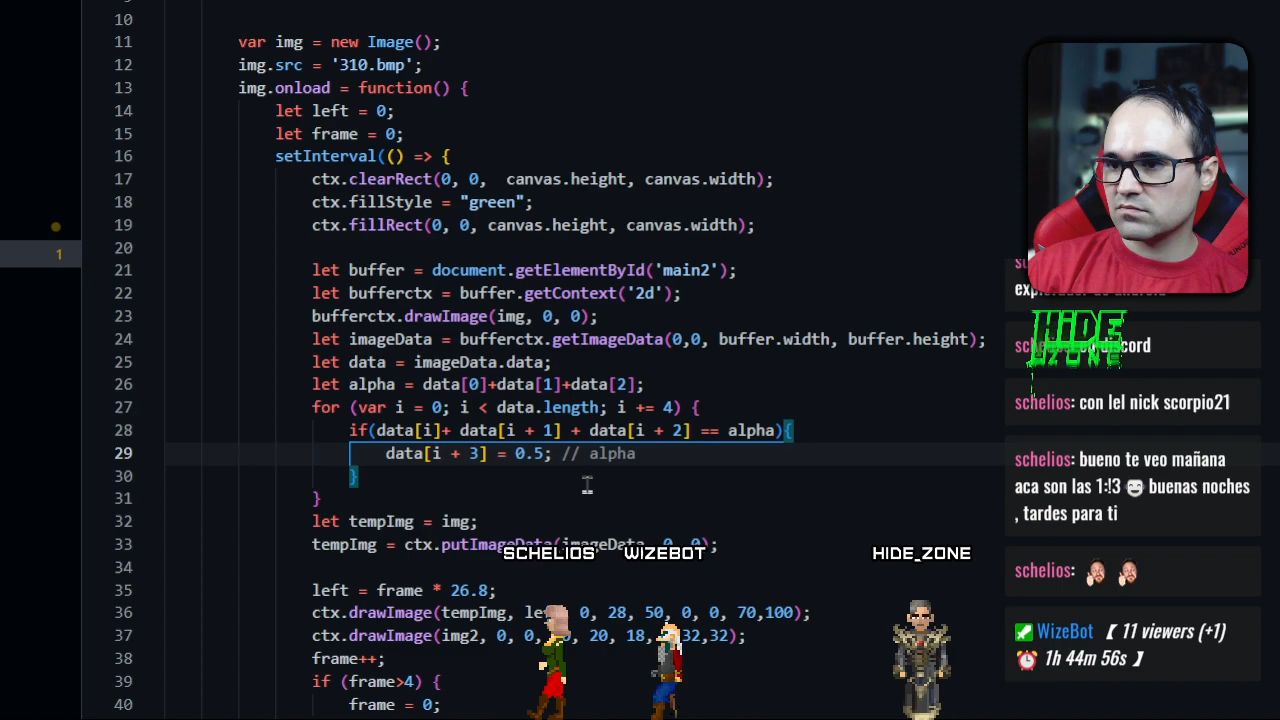 10
11 var img = new Image();
12 img.src = '310.bmp';
13 img.onload = function() {
14 let left = 0;
15 let frame = 0;
16 setInterval(() => {
17 ctx.clearRect(0, 0,  canvas.height, canvas.width);
18 ctx.fillStyle = "green";
19 ctx.fillRect(0, 0, canvas.height, canvas.width);
20
21 let buffer = document.getElementById('main2');
22 let bufferctx = buffer.getContext('2d');
23 bufferctx.drawImage(img, 0, 0);
24 let imageData = bufferctx.getImageData(0,0, buffer.width, buffer.height);
25 let data = imageData.data;
26 let alpha = data[0]+data[1]+data[2];
27 for (var i = 0; i < data.length; i += 4) {
28 if(data[i]+ data[i + 1] + data[i + 2] == alpha){
29 data[i + 3] = 0.5; // alpha
30 }
31 }
32 let tempImg = img;
33 tempImg = ctx.putImageData(imageData, 0, 0);
34
35 left = frame * 26.8;
36 ctx.drawImage(tempImg, 0, 28, 50, 0, 0, 70,100);
37 ctx.drawImage(img2, 0, 0, 20, 18, 32,32);
38 frame++;
39 if (frame>4) {
40 frame = 0;
1
SCHELIOS WIZEBOT HIDE_ZONE
HIDE
ZONE
discord
schelios: con lel nick scorpio21
schelios: bueno te veo mañana
aca son las 1:!3 buenas noches
, tardes para ti
schelios:
WizeBot 【 11 viewers (+1)
1h 44m 56s 】